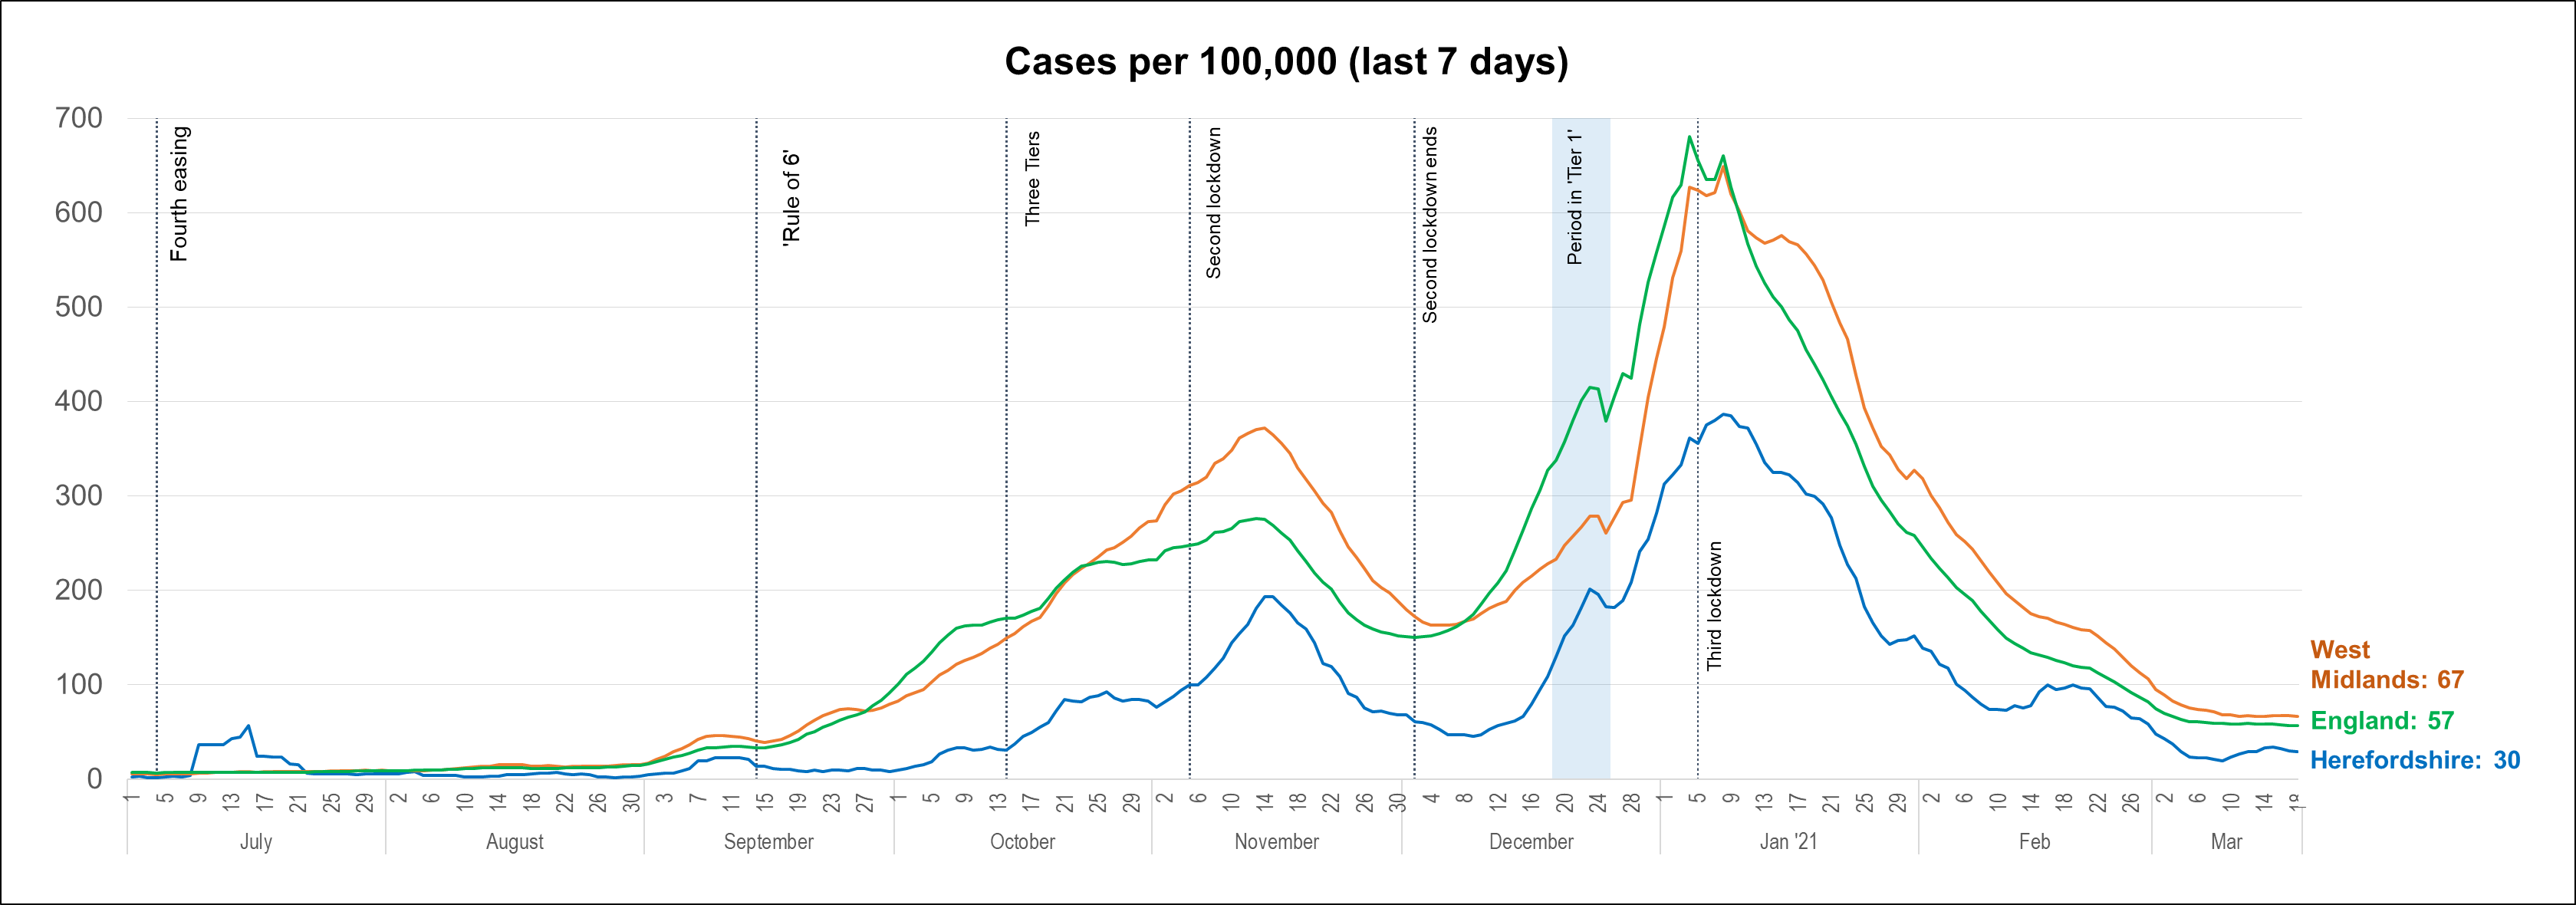 Cases per 100,000 (last 7 days)
700
600
500
400
300
200
100
0
Fourth easing
'Rule of 6'
Three Tiers
Second lockdown
Second lockdown ends
Period in 'Tier 1'
Third lockdown
West
Midlands: 67
England: 57
Herefordshire: 30
1 5 9 13 17 21 25 29 2 6 10 14 18 22 26 30 3 7 11 15 19 23 27 1 5 9 13 17 21 25 29 2 6 10 14 18 22 26 30 4 8 12 16 20 24 28 1 5 9 13 17 21 25 29 2 6 10 14 18 22 26 2 6 10 14 18
July August September October November December Jan '21 Feb Mar